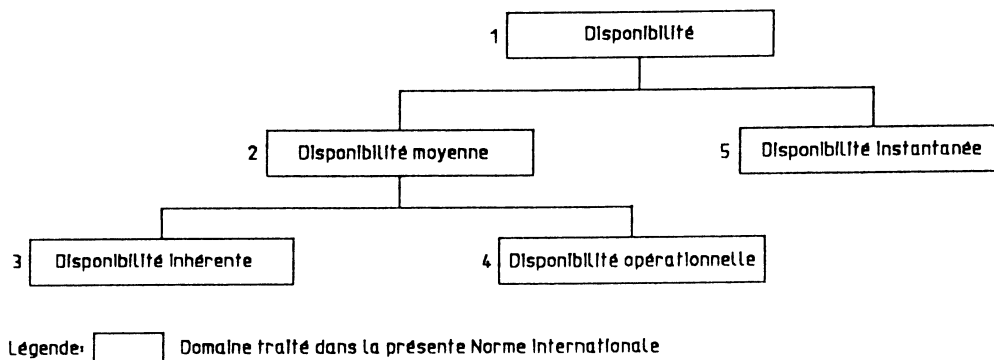 1 Disponibilité
2 Disponibilité moyenne
5 Disponibilité instantanée
3 Disponibilité inhérente
4 Disponibilité opérationnelle
Légende: Domaine traité dans la présente Norme internationale